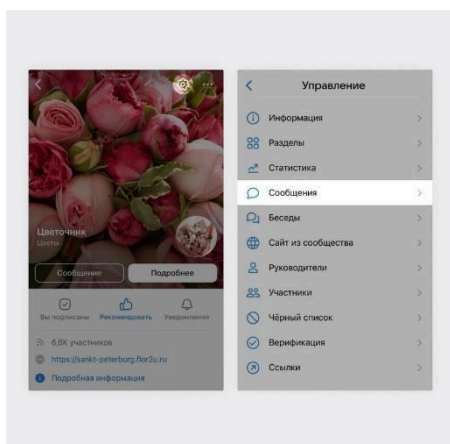 Цветочник
Цветы
Сообщение
Подробнее
Вы подписаны
Рекомендовать
Уведомления
6,6K участников
https://sankt-peterburg.flor2u.ru
Подробная информация
Управление
Информация
Разделы
Статистика
Сообщения
Беседы
Сайт из сообщества
Руководители
Участники
Чёрный список
Верификация
Ссылки